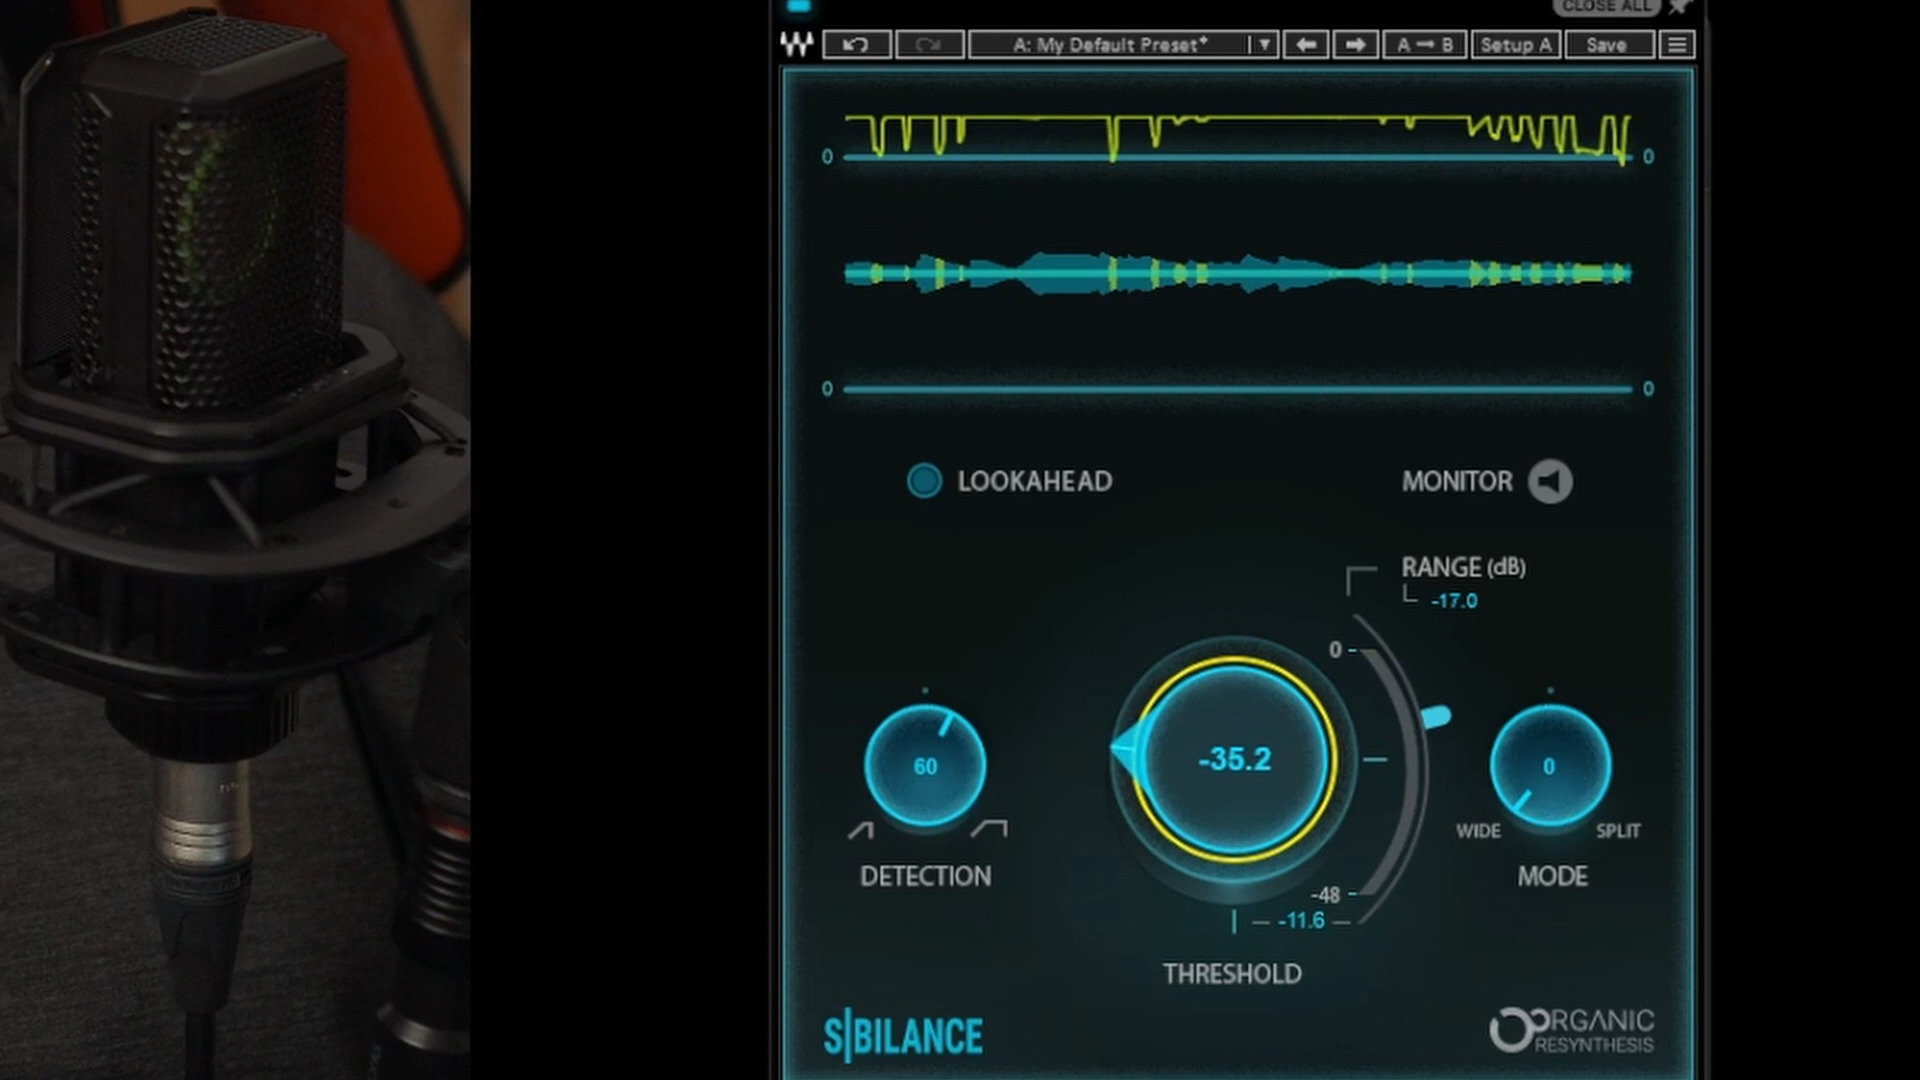 CLOSE ALL
A: My Default Preset*
A → B
Setup A
Save
0 0
0 0
LOOKAHEAD
MONITOR
RANGE (dB)
-17.0
0
60
-35.2
0
WIDE SPLIT
DETECTION
MODE
-48
-11.6
THRESHOLD
S|BILANCE
ORGANIC
RESYNTHESIS